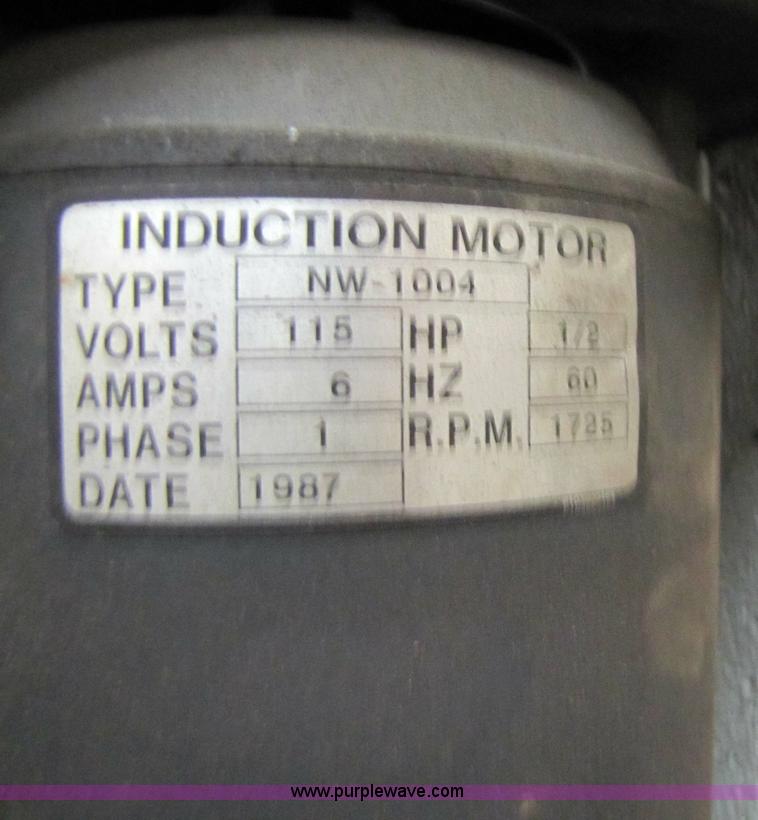 INDUCTION MOTOR
TYPE NW-1004
VOLTS 115 HP 1/2
AMPS 6 HZ 60
PHASE 1 R.P.M. 1725
DATE 1987
www.purplewave.com